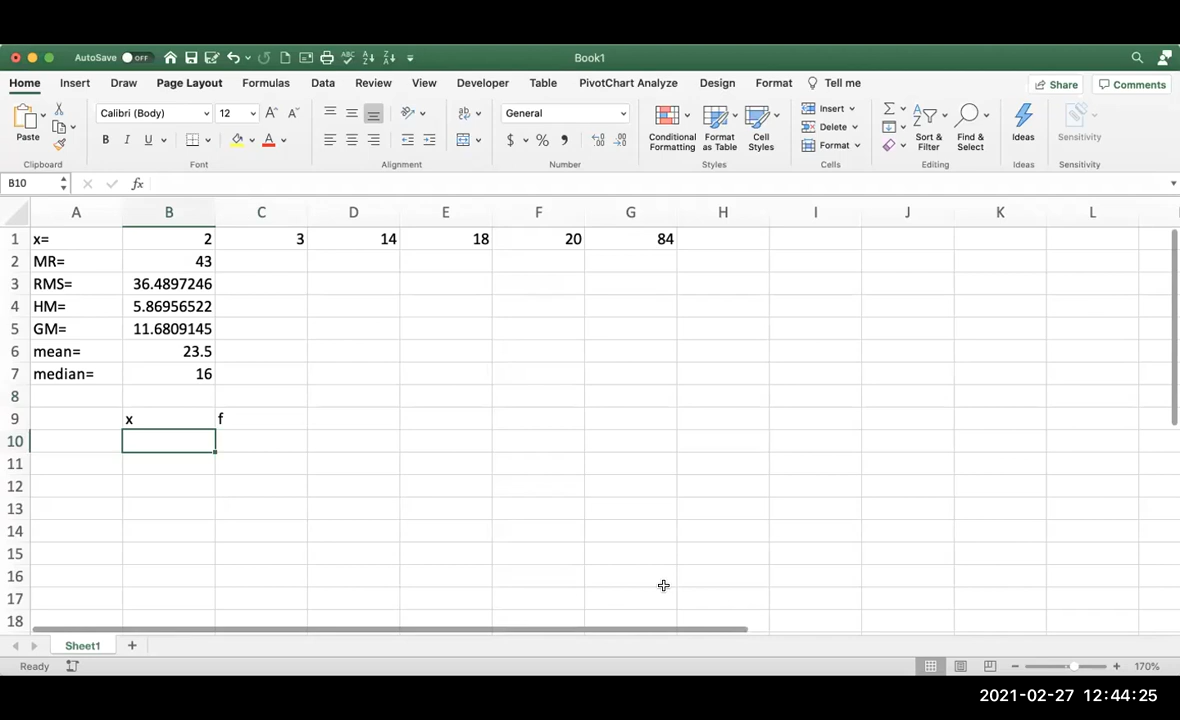 AutoSave OFF Book1
Home Insert Draw Page Layout Formulas Data Review View Developer Table PivotChart Analyze Design Format Tell me Share Comments
Paste Calibri (Body) 12 General Conditional Formatting Format as Table Cell Styles Insert Delete Format Sort & Filter Find & Select Ideas Sensitivity
Clipboard Font Alignment Number Styles Cells Editing Ideas Sensitivity
B10 fx
A B C D E F G H I J K L
1 x= 2 3 14 18 20 84
2 MR= 43
3 RMS= 36.4897246
4 HM= 5.86956522
5 GM= 11.6809145
6 mean= 23.5
7 median= 16
8
9 x f
10
11
12
13
14
15
16
17
18
Sheet1
Ready 170%
2021-02-27 12:44:25